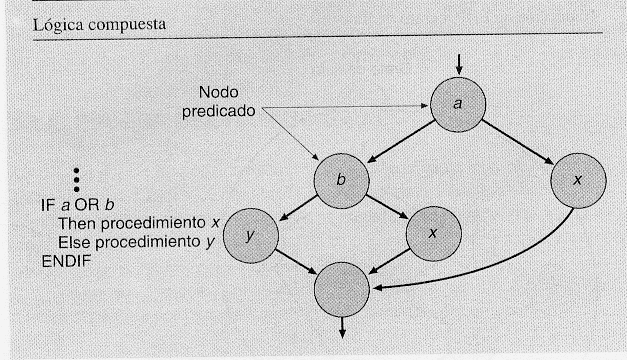 Lógica compuesta
Nodo
predicado
a
b
x
IF a OR b
Then procedimiento x
Else procedimiento y
ENDIF
y
x